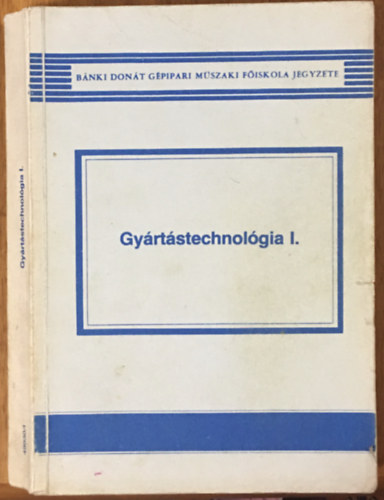 BÁNKI DONÁT GÉPIPARI MŰSZAKI FŐISKOLA JEGYZETE
Gyártástechnológia I.
Gyártástechnológia I.